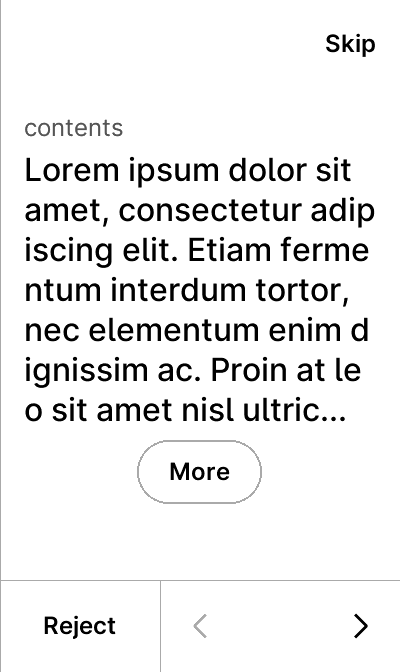 Skip
contents
Lorem ipsum dolor sit
amet, consectetur adip
iscing elit. Etiam ferme
ntum interdum tortor,
nec elementum enim d
ignissim ac. Proin at le
o sit amet nisl ultric...
More
Reject